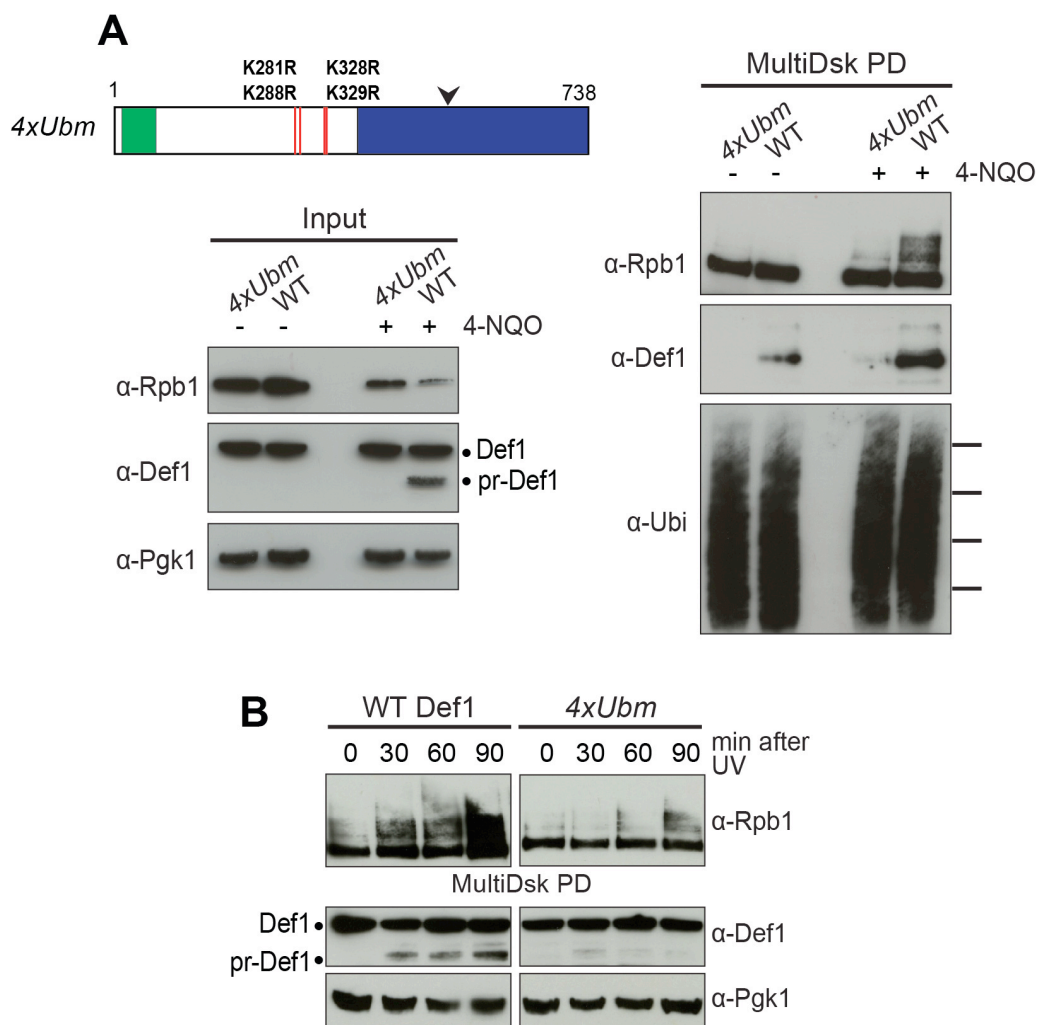 A
K281R K328R
K288R K329R
1 738
4xUbm
Input
4xUbm WT 4xUbm WT
- - + + 4-NQO
α-Rpb1
α-Def1
• Def1
• pr-Def1
α-Pgk1
MultiDsk PD
4xUbm WT 4xUbm WT
- - + + 4-NQO
α-Rpb1
α-Def1
α-Ubi
B
WT Def1 4xUbm
0 30 60 90 0 30 60 90 min after
UV
α-Rpb1
MultiDsk PD
Def1 •
α-Def1
pr-Def1 •
α-Pgk1